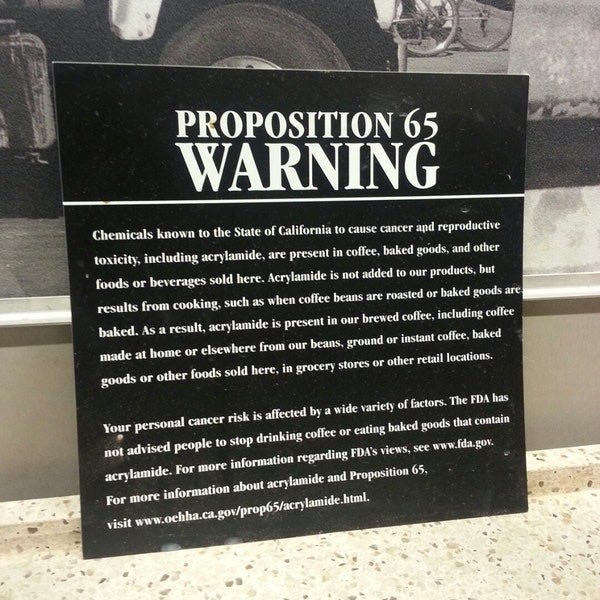 PROPOSITION 65
WARNING
Chemicals known to the State of California to cause cancer and reproductive
toxicity, including acrylamide, are present in coffee, baked goods, and other
foods or beverages sold here. Acrylamide is not added to our products, but
results from cooking, such as when coffee beans are roasted or baked goods are
baked. As a result, acrylamide is present in our brewed coffee, including coffee
made at home or elsewhere from our beans, ground or instant coffee, baked
goods or other foods sold here, in grocery stores or other retail locations.
Your personal cancer risk is affected by a wide variety of factors. The FDA has
not advised people to stop drinking coffee or eating baked goods that contain
acrylamide. For more information regarding FDA's views, see www.fda.gov.
For more information about acrylamide and Proposition 65,
visit www.oehha.ca.gov/prop65/acrylamide.html.